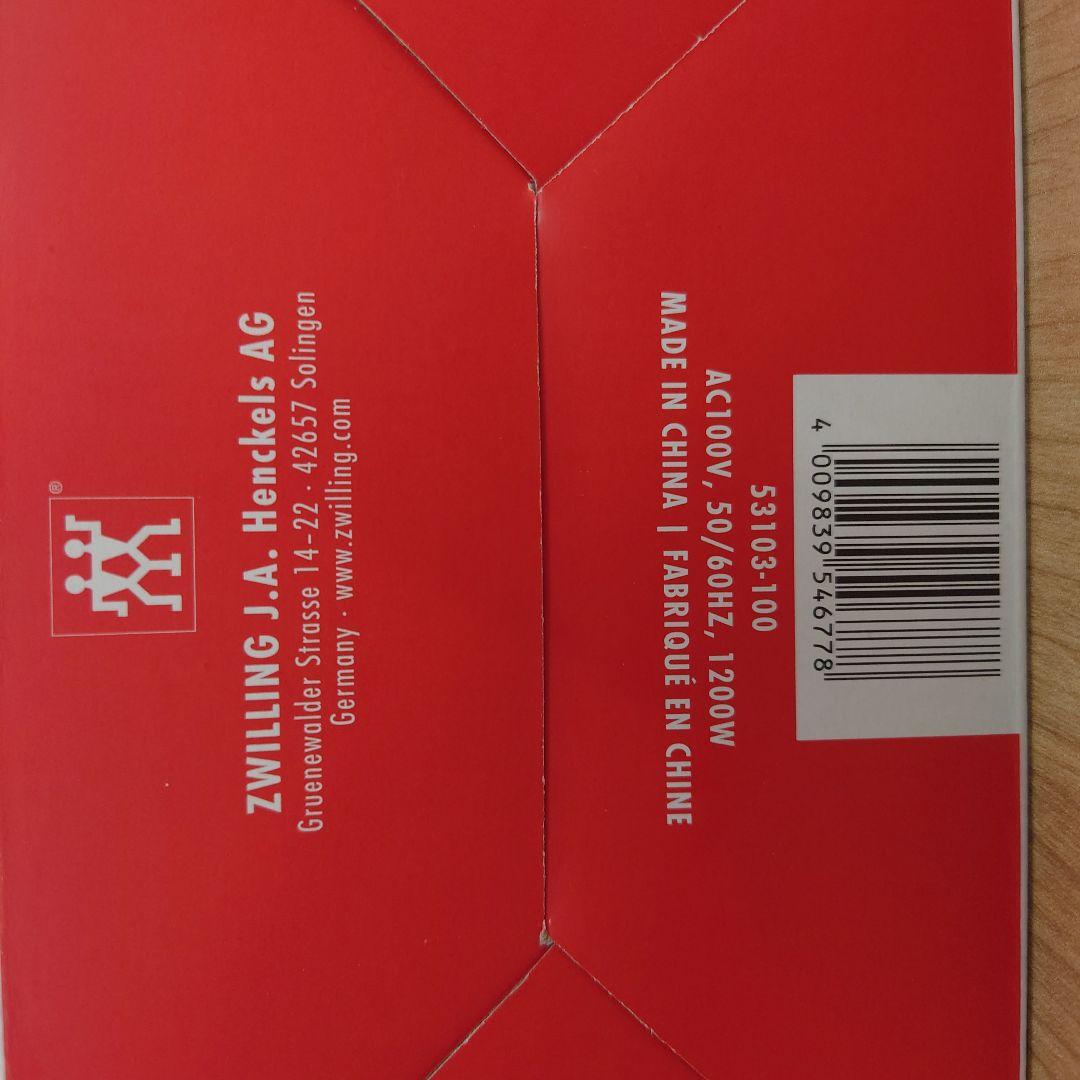 ®
ZWILLING J.A. Henckels AG
Gruenewalder Strasse 14-22 · 42657 Solingen
Germany · www.zwilling.com
53103-100
AC100V, 50/60HZ, 1200W
MADE IN CHINA | FABRIQUÉ EN CHINE
4 009839 546778